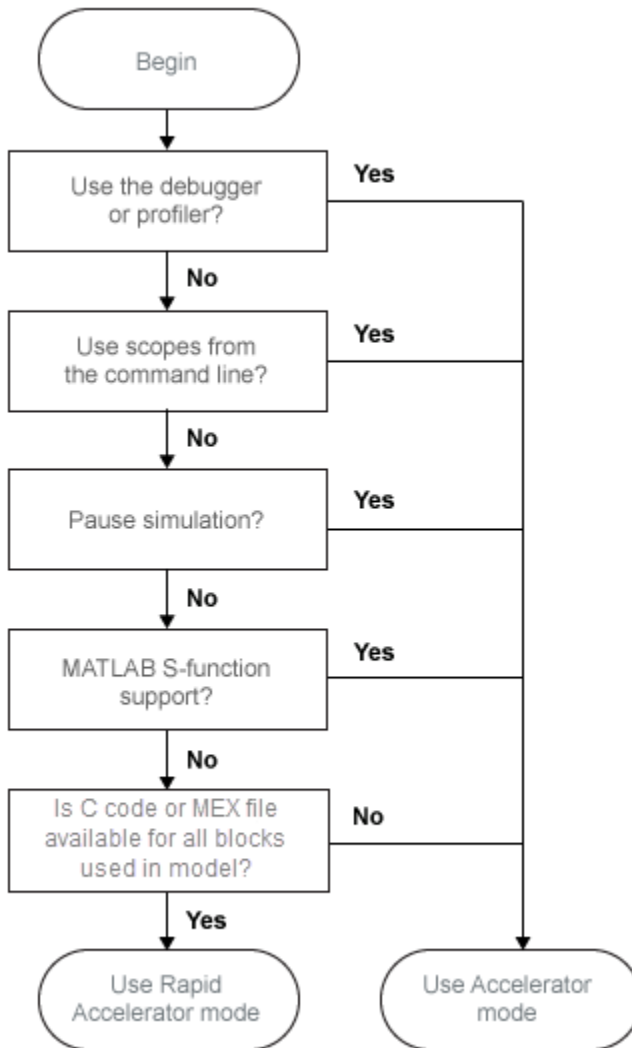 Begin
Use the debugger
or profiler?
Yes
No
Use scopes from
the command line?
Yes
No
Pause simulation?
Yes
No
MATLAB S-function
support?
Yes
No
Is C code or MEX file
available for all blocks
used in model?
No
Yes
Use Rapid
Accelerator mode
Use Accelerator
mode